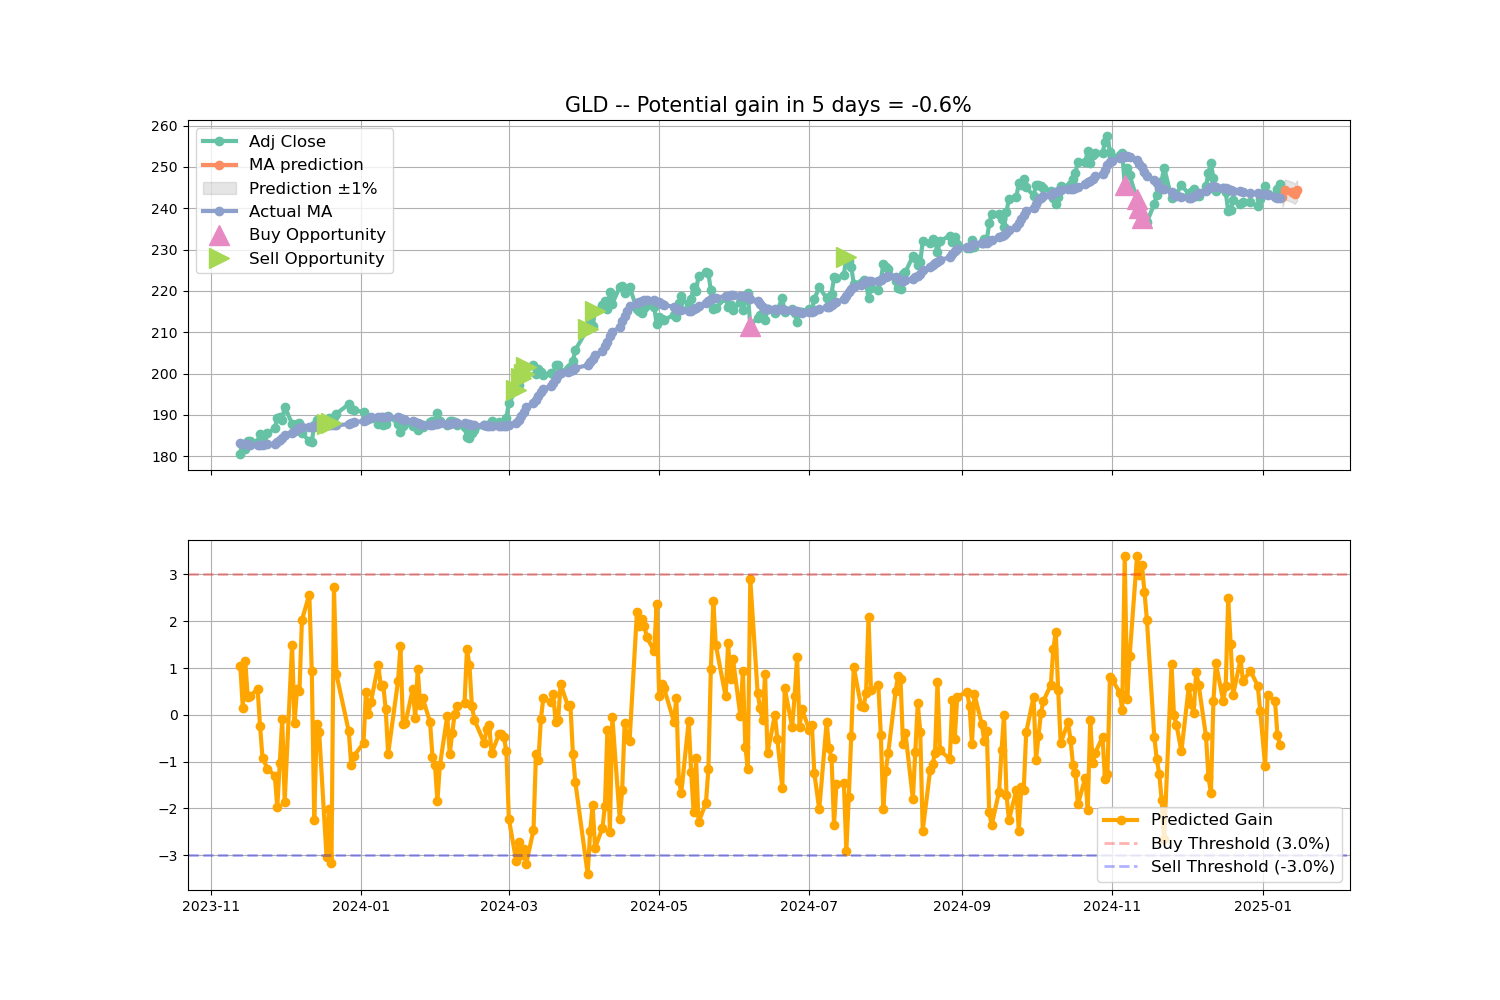 GLD -- Potential gain in 5 days = -0.6%
260
250
240
230
220
210
200
190
180
Adj Close
MA prediction
Prediction ±1%
Actual MA
Buy Opportunity
Sell Opportunity
3
2
1
0
−1
−2
−3
Predicted Gain
Buy Threshold (3.0%)
Sell Threshold (-3.0%)
2023-11
2024-01
2024-03
2024-05
2024-07
2024-09
2024-11
2025-01